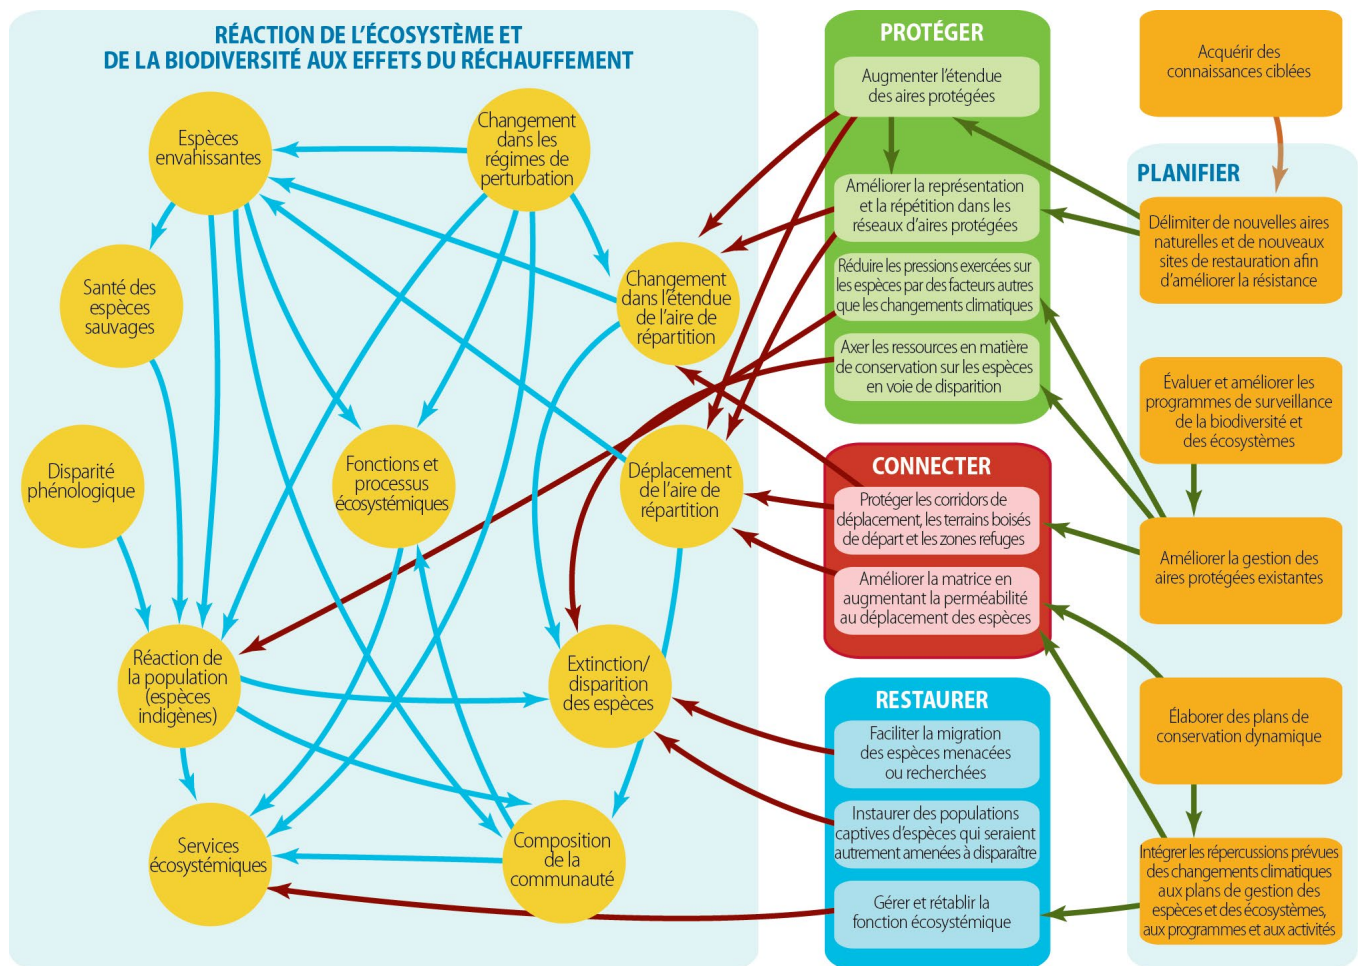 RÉACTION DE L'ÉCOSYSTÈME ET
DE LA BIODIVERSITÉ AUX EFFETS DU RÉCHAUFFEMENT
Espèces
envahissantes
Changement
dans les
régimes de
perturbation
Santé des
espèces
sauvages
Changement
dans l'étendue
de l'aire de
répartition
Disparité
phénologique
Fonctions et
processus
écosystémiques
Déplacement
de l'aire de
répartition
Réaction de
la population
(espèces
indigènes)
Extinction/
disparition
des espèces
Services
écosystémiques
Composition
de la
communauté
PROTÉGER
Augmenter l'étendue
des aires protégées
Améliorer la représentation
et la répétition dans les
réseaux d'aires protégées
Réduire les pressions exercées sur
les espèces par des facteurs autres
que les changements climatiques
Axer les ressources en matière
de conservation sur les espèces
en voie de disparition
CONNECTER
Protéger les corridors de
déplacement, les terrains boisés
de départ et les zones refuges
Améliorer la matrice en
augmentant la perméabilité
au déplacement des espèces
RESTAURER
Faciliter la migration
des espèces menacées
ou recherchées
Instaurer des populations
captives d'espèces qui seraient
autrement amenées à disparaître
Gérer et rétablir la
fonction écosystémique
Acquérir des
connaissances ciblées
PLANIFIER
Délimiter de nouvelles aires
naturelles et de nouveaux
sites de restauration afin
d'améliorer la résistance
Évaluer et améliorer les
programmes de surveillance
de la biodiversité et
des écosystèmes
Améliorer la gestion des
aires protégées existantes
Élaborer des plans de
conservation dynamique
Intégrer les répercussions prévues
des changements climatiques
aux plans de gestion des
espèces et des écosystèmes,
aux programmes et aux activités